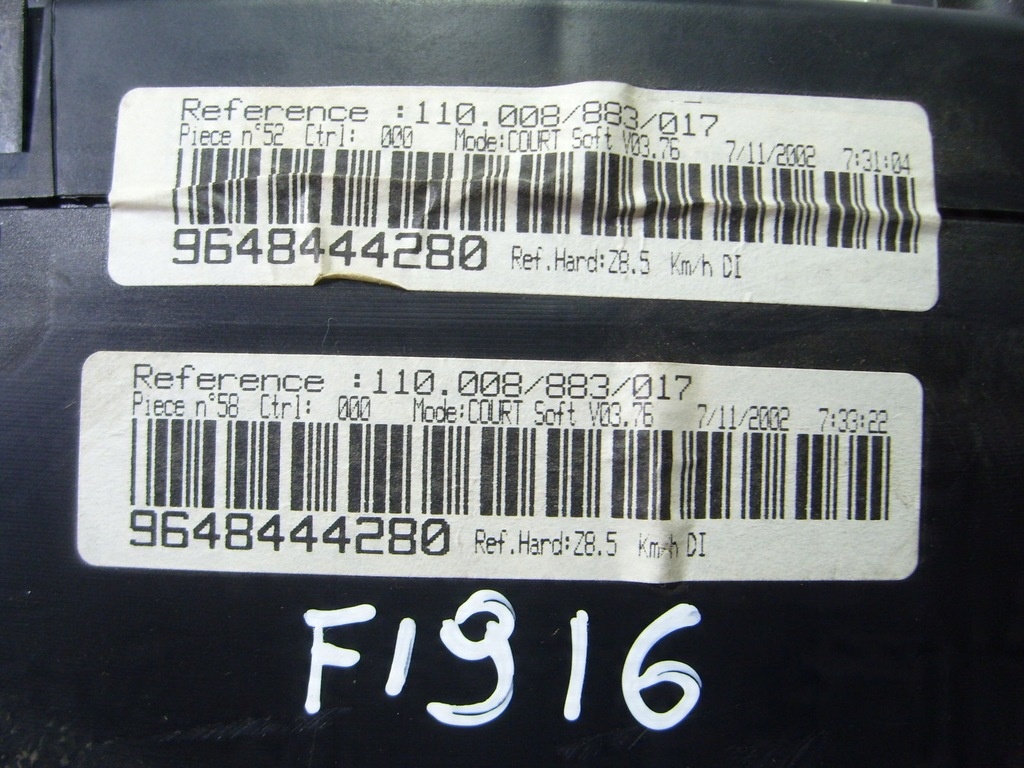 Reference :110.008/883/017
Piece n°52 Ctrl: 000 Mode:COURT Soft V03.76 7/11/2002 7:31:04
9648444280 Ref.Hard:Z8.5 Km/h DI
Reference :110.008/883/017
Piece n°58 Ctrl: 000 Mode:COURT Soft V03.76 7/11/2002 7:33:22
9648444280 Ref.Hard:Z8.5 Km/h DI
F1916